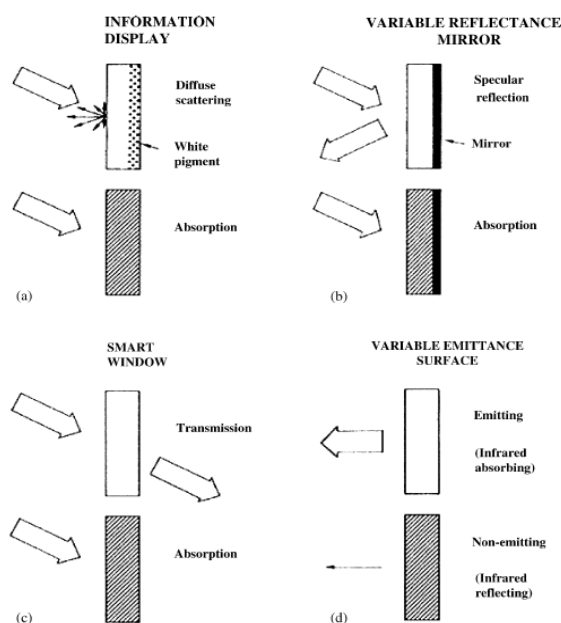 INFORMATION
DISPLAY
Diffuse
scattering
White
pigment
Absorption
(a)
VARIABLE REFLECTANCE
MIRROR
Specular
reflection
Mirror
Absorption
(b)
SMART
WINDOW
Transmission
Absorption
(c)
VARIABLE EMITTANCE
SURFACE
Emitting
(Infrared
absorbing)
Non-emitting
(Infrared
reflecting)
(d)